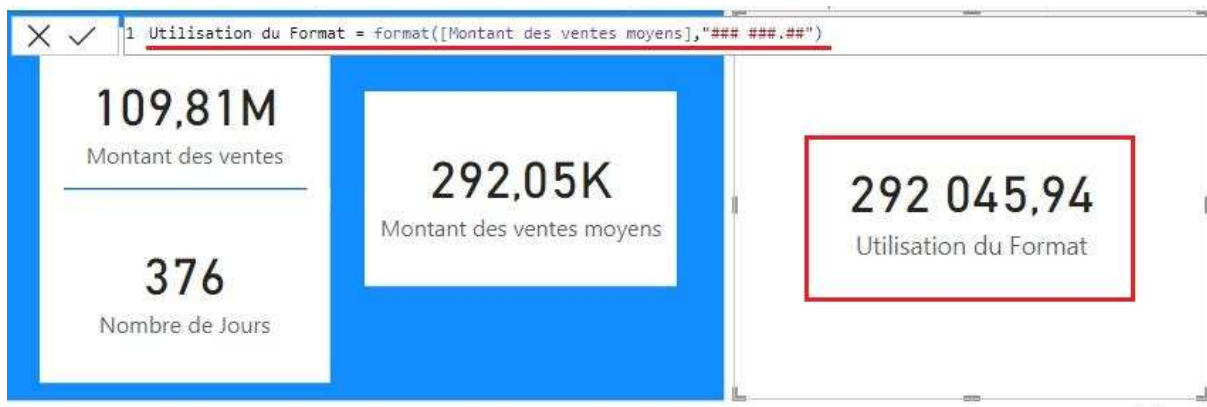 1 Utilisation du Format = format([Montant des ventes moyens],"### ###.##")
109,81M
Montant des ventes
376
Nombre de Jours
292,05K
Montant des ventes moyens
292 045,94
Utilisation du Format